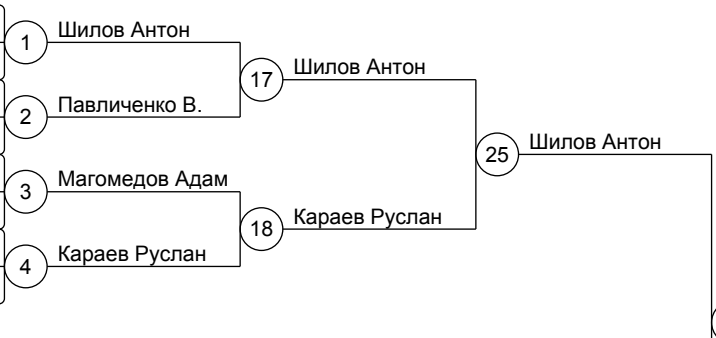 1 Шилов Антон
17 Шилов Антон
2 Павличенко В.
25 Шилов Антон
3 Магомедов Адам
18 Караев Руслан
4 Караев Руслан